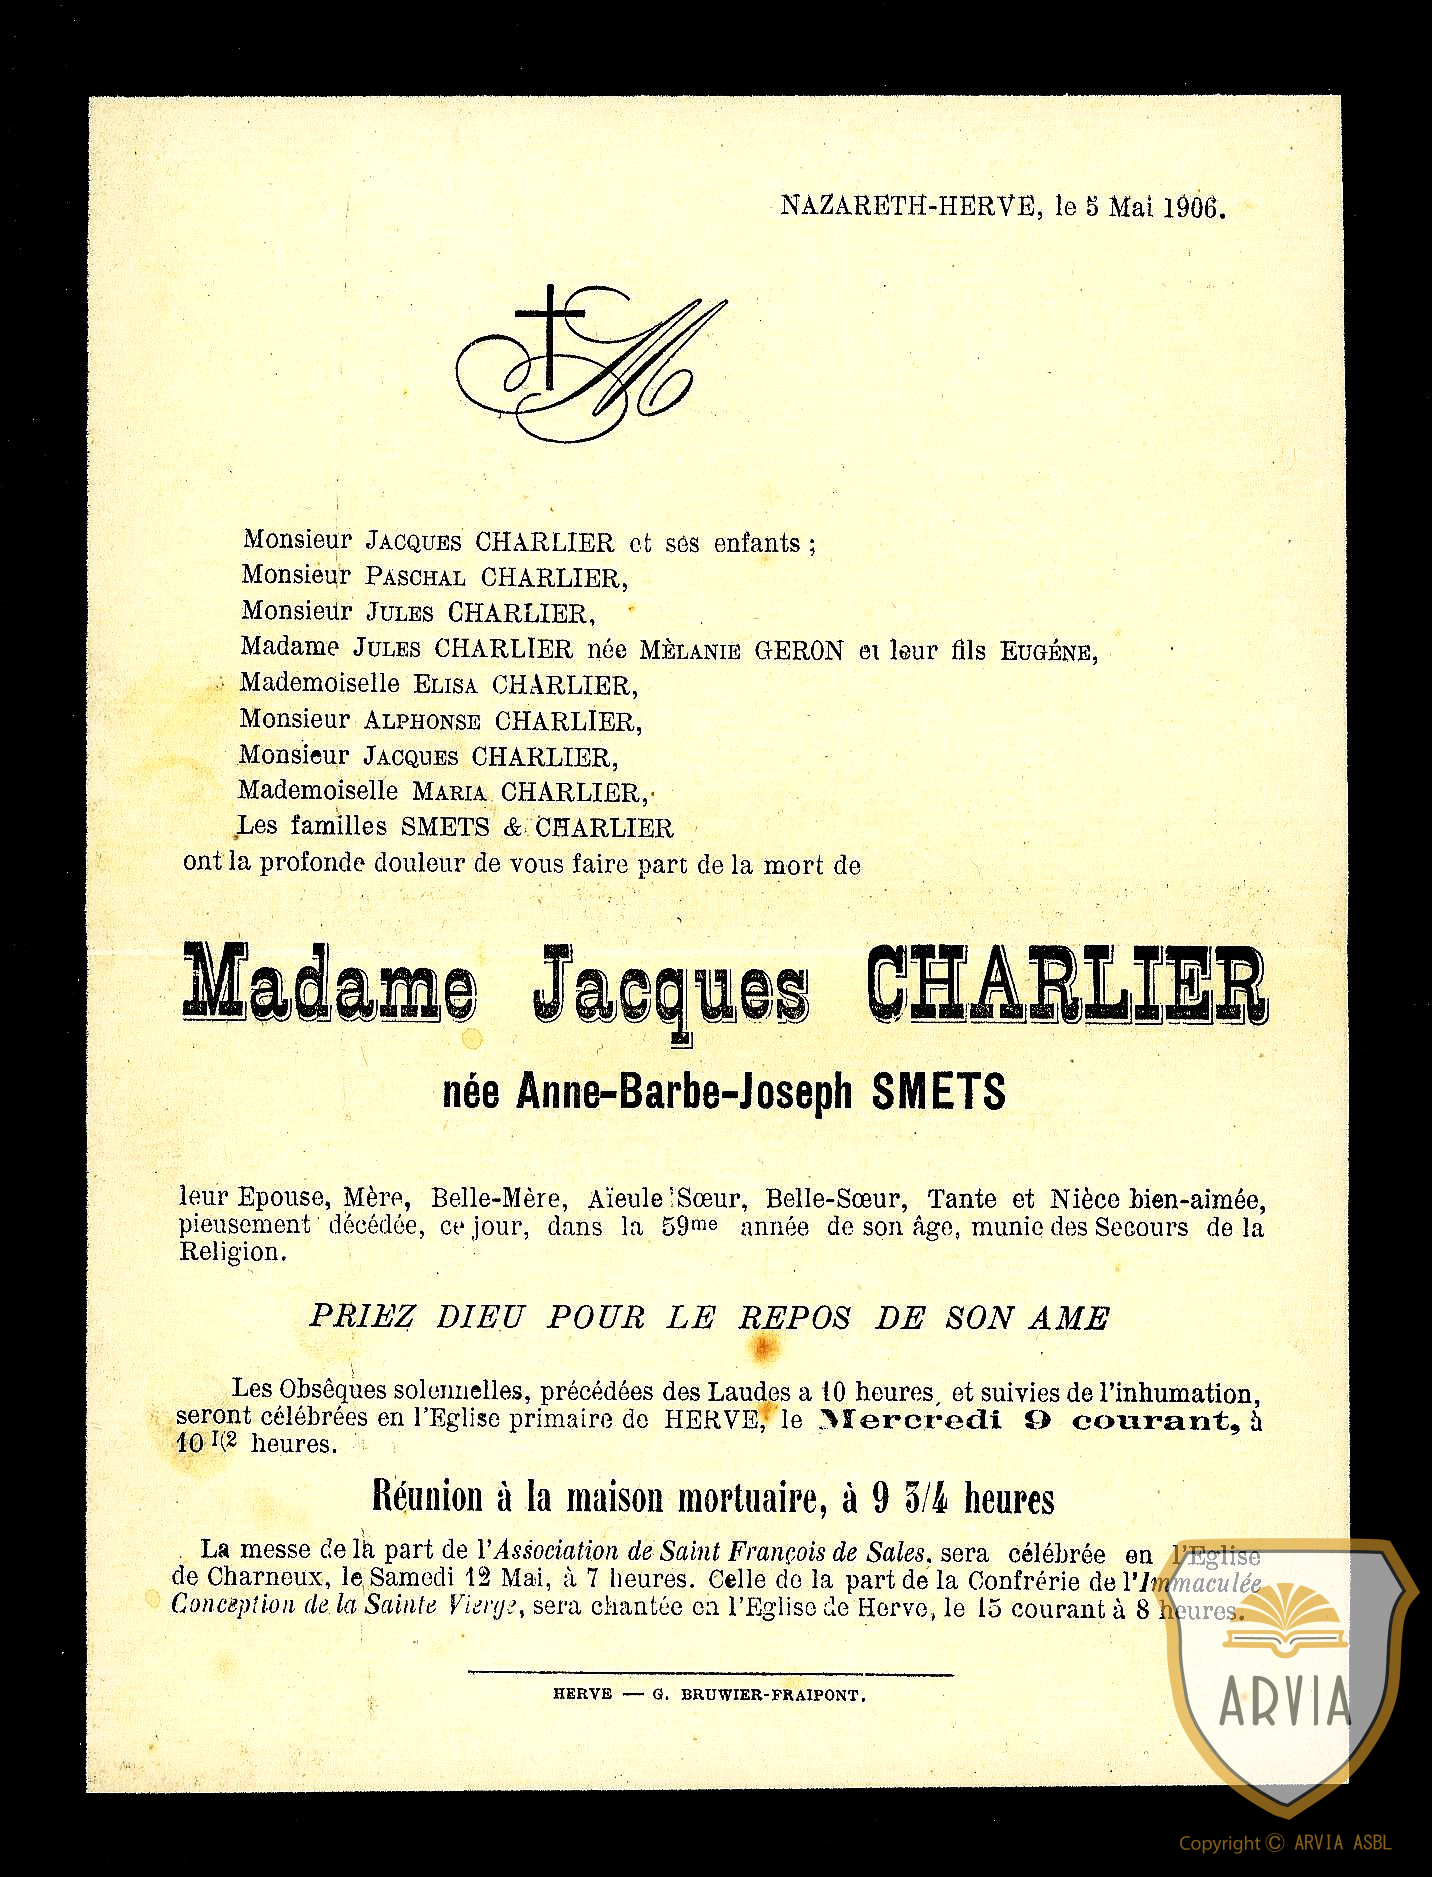 NAZARETH-HERVE, le 5 Mai 1906.
M
Monsieur JACQUES CHARLIER et ses enfants ;
Monsieur PASCHAL CHARLIER,
Monsieur JULES CHARLIER,
Madame JULES CHARLIER née MÈLANIE GERON et leur fils EUGÉNE,
Mademoiselle ELISA CHARLIER,
Monsieur ALPHONSE CHARLIER,
Monsieur JACQUES CHARLIER,
Mademoiselle MARIA CHARLIER,
Les familles SMETS & CHARLIER
ont la profonde douleur de vous faire part de la mort de
Madame Jacques CHARLIER
née Anne-Barbe-Joseph SMETS
leur Epouse, Mère, Belle-Mère, Aïeule Sœur, Belle-Sœur, Tante et Nièce bien-aimée,
pieusement décédée, ce jour, dans la 59me année de son âge, munie des Secours de la
Religion.
PRIEZ DIEU POUR LE REPOS DE SON AME
Les Obsêques solennelles, précédées des Laudes a 10 heures, et suivies de l'inhumation,
seront célébrées en l'Eglise primaire de HERVE, le Mercredi 9 courant, à
10 1(2 heures.
Réunion à la maison mortuaire, à 9 3/4 heures
La messe de la part de l'Association de Saint François de Sales. sera célébrée en l'Eglise
de Charneux, le Samedi 12 Mai, à 7 heures. Celle de la part de la Confrérie de l'Immaculée
Conception de la Sainte Vierge, sera chantée en l'Eglise de Herve, le 15 courant à 8 heures.
HERVE — G. BRUWIER-FRAIPONT.
ARVIA
Copyright © ARVIA ASBL